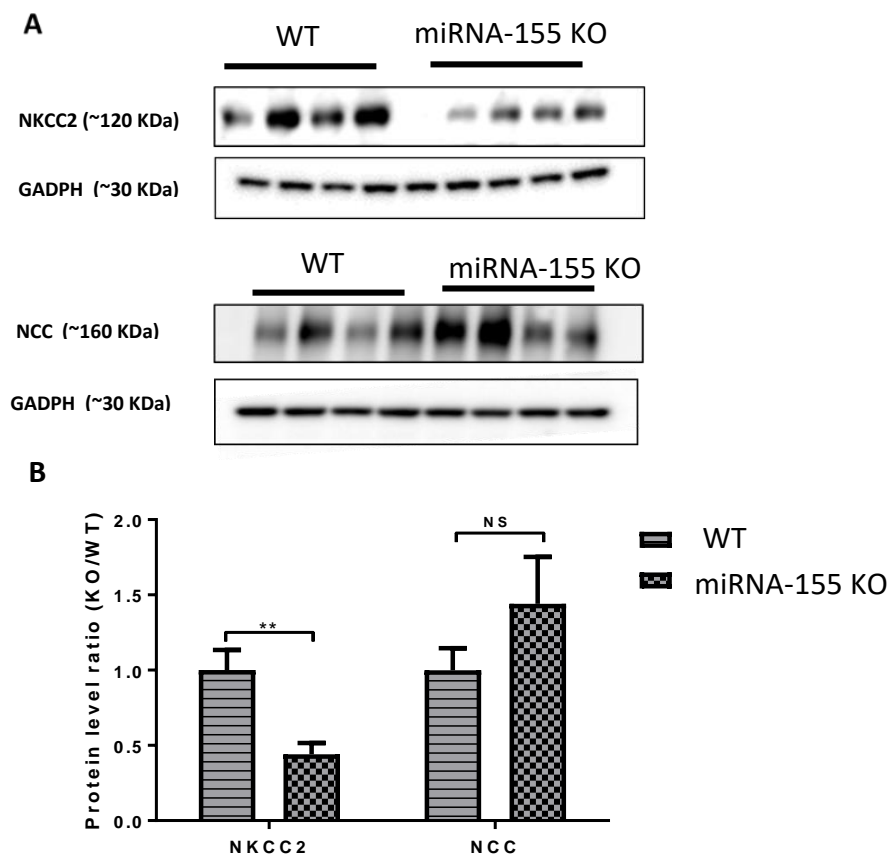 A
WT miRNA-155 KO
NKCC2 (~120 KDa)
GADPH (~30 KDa)
WT miRNA-155 KO
NCC (~160 KDa)
GADPH (~30 KDa)
B
Protein level ratio (KO/WT)
2.0
1.5
1.0
0.5
0.0
**
NS
NKCC2 NCC
WT
miRNA-155 KO